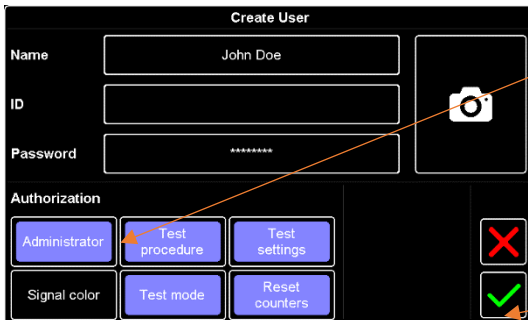 Create User
Name
John Doe
ID
Password
********
Authorization
Administrator
Test
procedure
Test
settings
Signal color
Test mode
Reset
counters